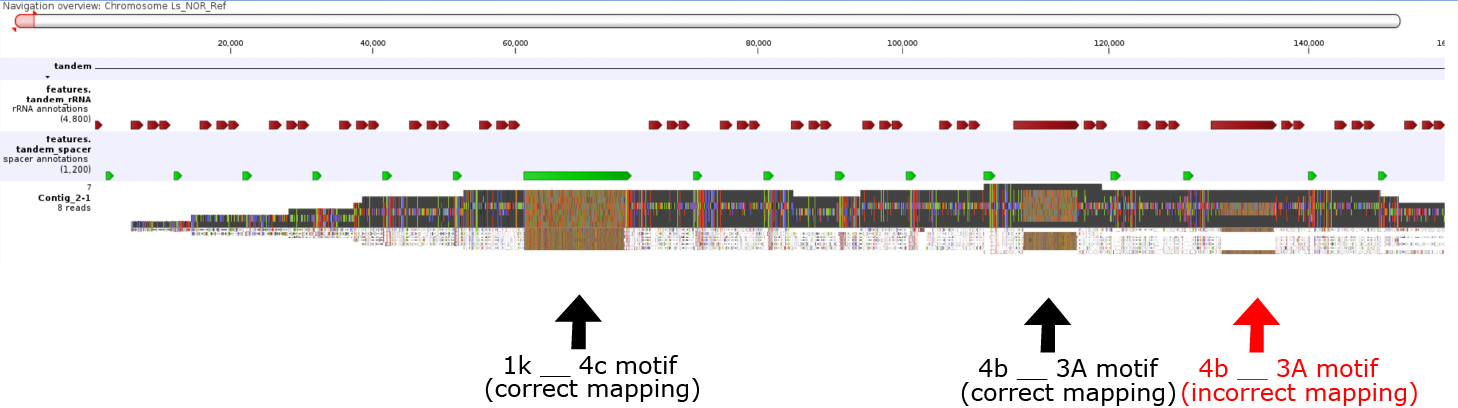 Navigation overview: Chromosome Ls_NOR_Ref
20,000 40,000 60,000 80,000 100,000 120,000 140,000 16
tandem
features.
tandem_rRNA
rRNA annotations
(4,800)
features.
tandem_spacer
spacer annotations
(1,200)
7
Contig_2-1
8 reads
1k __ 4c motif
(correct mapping)
4b __ 3A motif
(correct mapping)
4b __ 3A motif
(incorrect mapping)